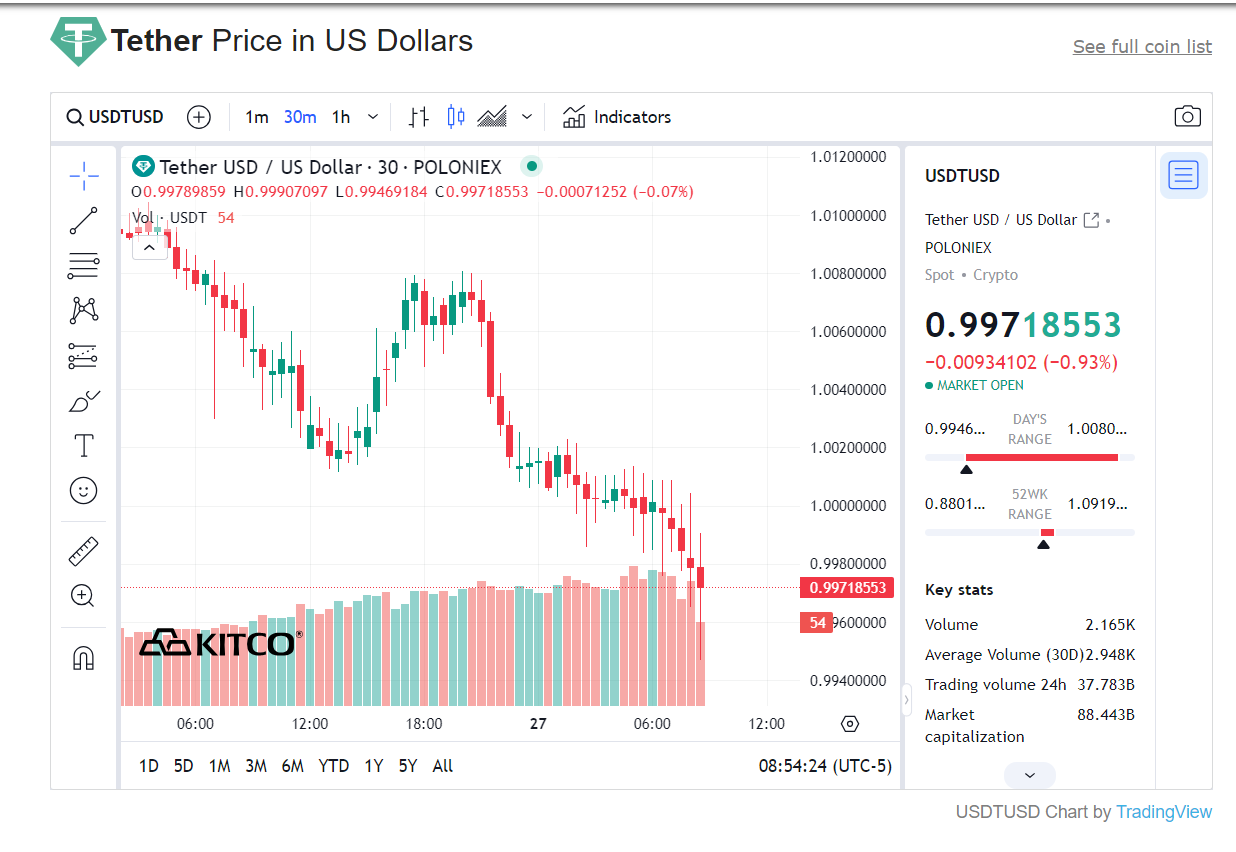 Tether Price in US Dollars
See full coin list
USDTUSD 1m 30m 1h Indicators
Tether USD / US Dollar · 30 · POLONIEX
O0.99789859 H0.99907097 L0.99469184 C0.99718553 −0.00071252 (−0.07%)
Vol · USDT 54
1.01200000
1.01000000
1.00800000
1.00600000
1.00400000
1.00200000
1.00000000
0.99800000
0.99718553
54
9600000
0.99400000
KITCO®
06:00 12:00 18:00 27 06:00 12:00
1D 5D 1M 3M 6M YTD 1Y 5Y All 08:54:24 (UTC-5)
USDTUSD
Tether USD / US Dollar •
POLONIEX
Spot • Crypto
0.99718553
−0.00934102 (−0.93%)
MARKET OPEN
0.9946... DAY'S RANGE 1.0080...
0.8801... 52WK RANGE 1.0919...
Key stats
Volume 2.165K
Average Volume (30D) 2.948K
Trading volume 24h 37.783B
Market capitalization 88.443B
USDTUSD Chart by TradingView